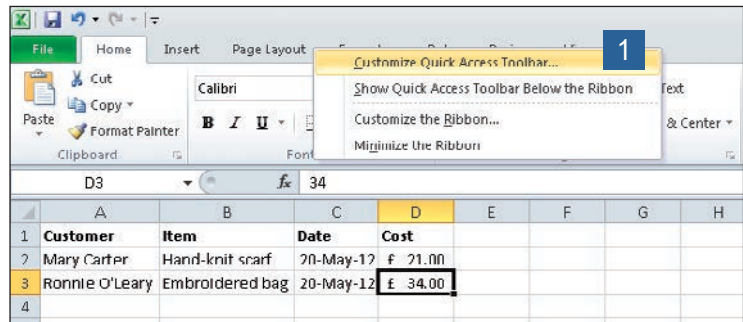 File Home Insert Page Layout
1
Customize Quick Access Toolbar...
Show Quick Access Toolbar Below the Ribbon
Customize the Ribbon...
Minimize the Ribbon
Cut
Copy
Format Painter
Paste
Clipboard
Calibri
B I U
Font
Text
& Center
D3 fx 34
A B C D E F G H
1 Customer Item Date Cost
2 Mary Carter Hand-knit scarf 20-May-12 £ 21.00
3 Ronnie O'Leary Embroidered bag 20-May-12 £ 34.00
4